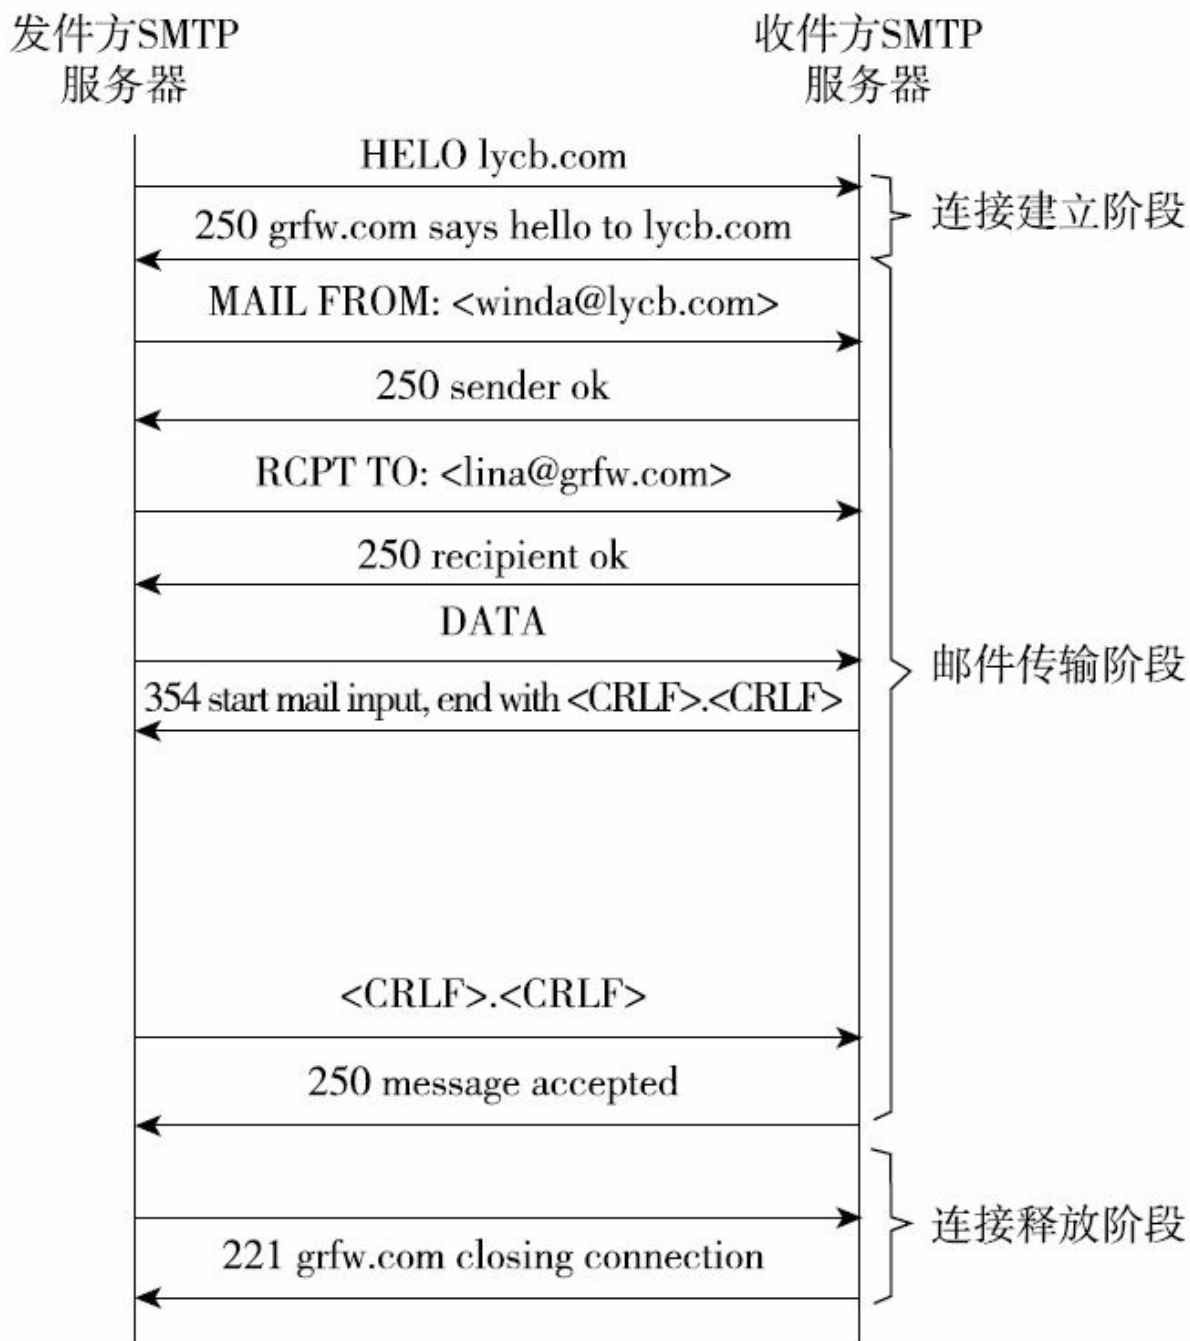 发件方SMTP
服务器
收件方SMTP
服务器
HELO lycb.com
连接建立阶段
250 grfw.com says hello to lycb.com
MAIL FROM: <winda@lycb.com>
250 sender ok
RCPT TO: <lina@grfw.com>
250 recipient ok
DATA
邮件传输阶段
354 start mail input, end with <CRLF>.<CRLF>
<CRLF>.<CRLF>
250 message accepted
连接释放阶段
221 grfw.com closing connection